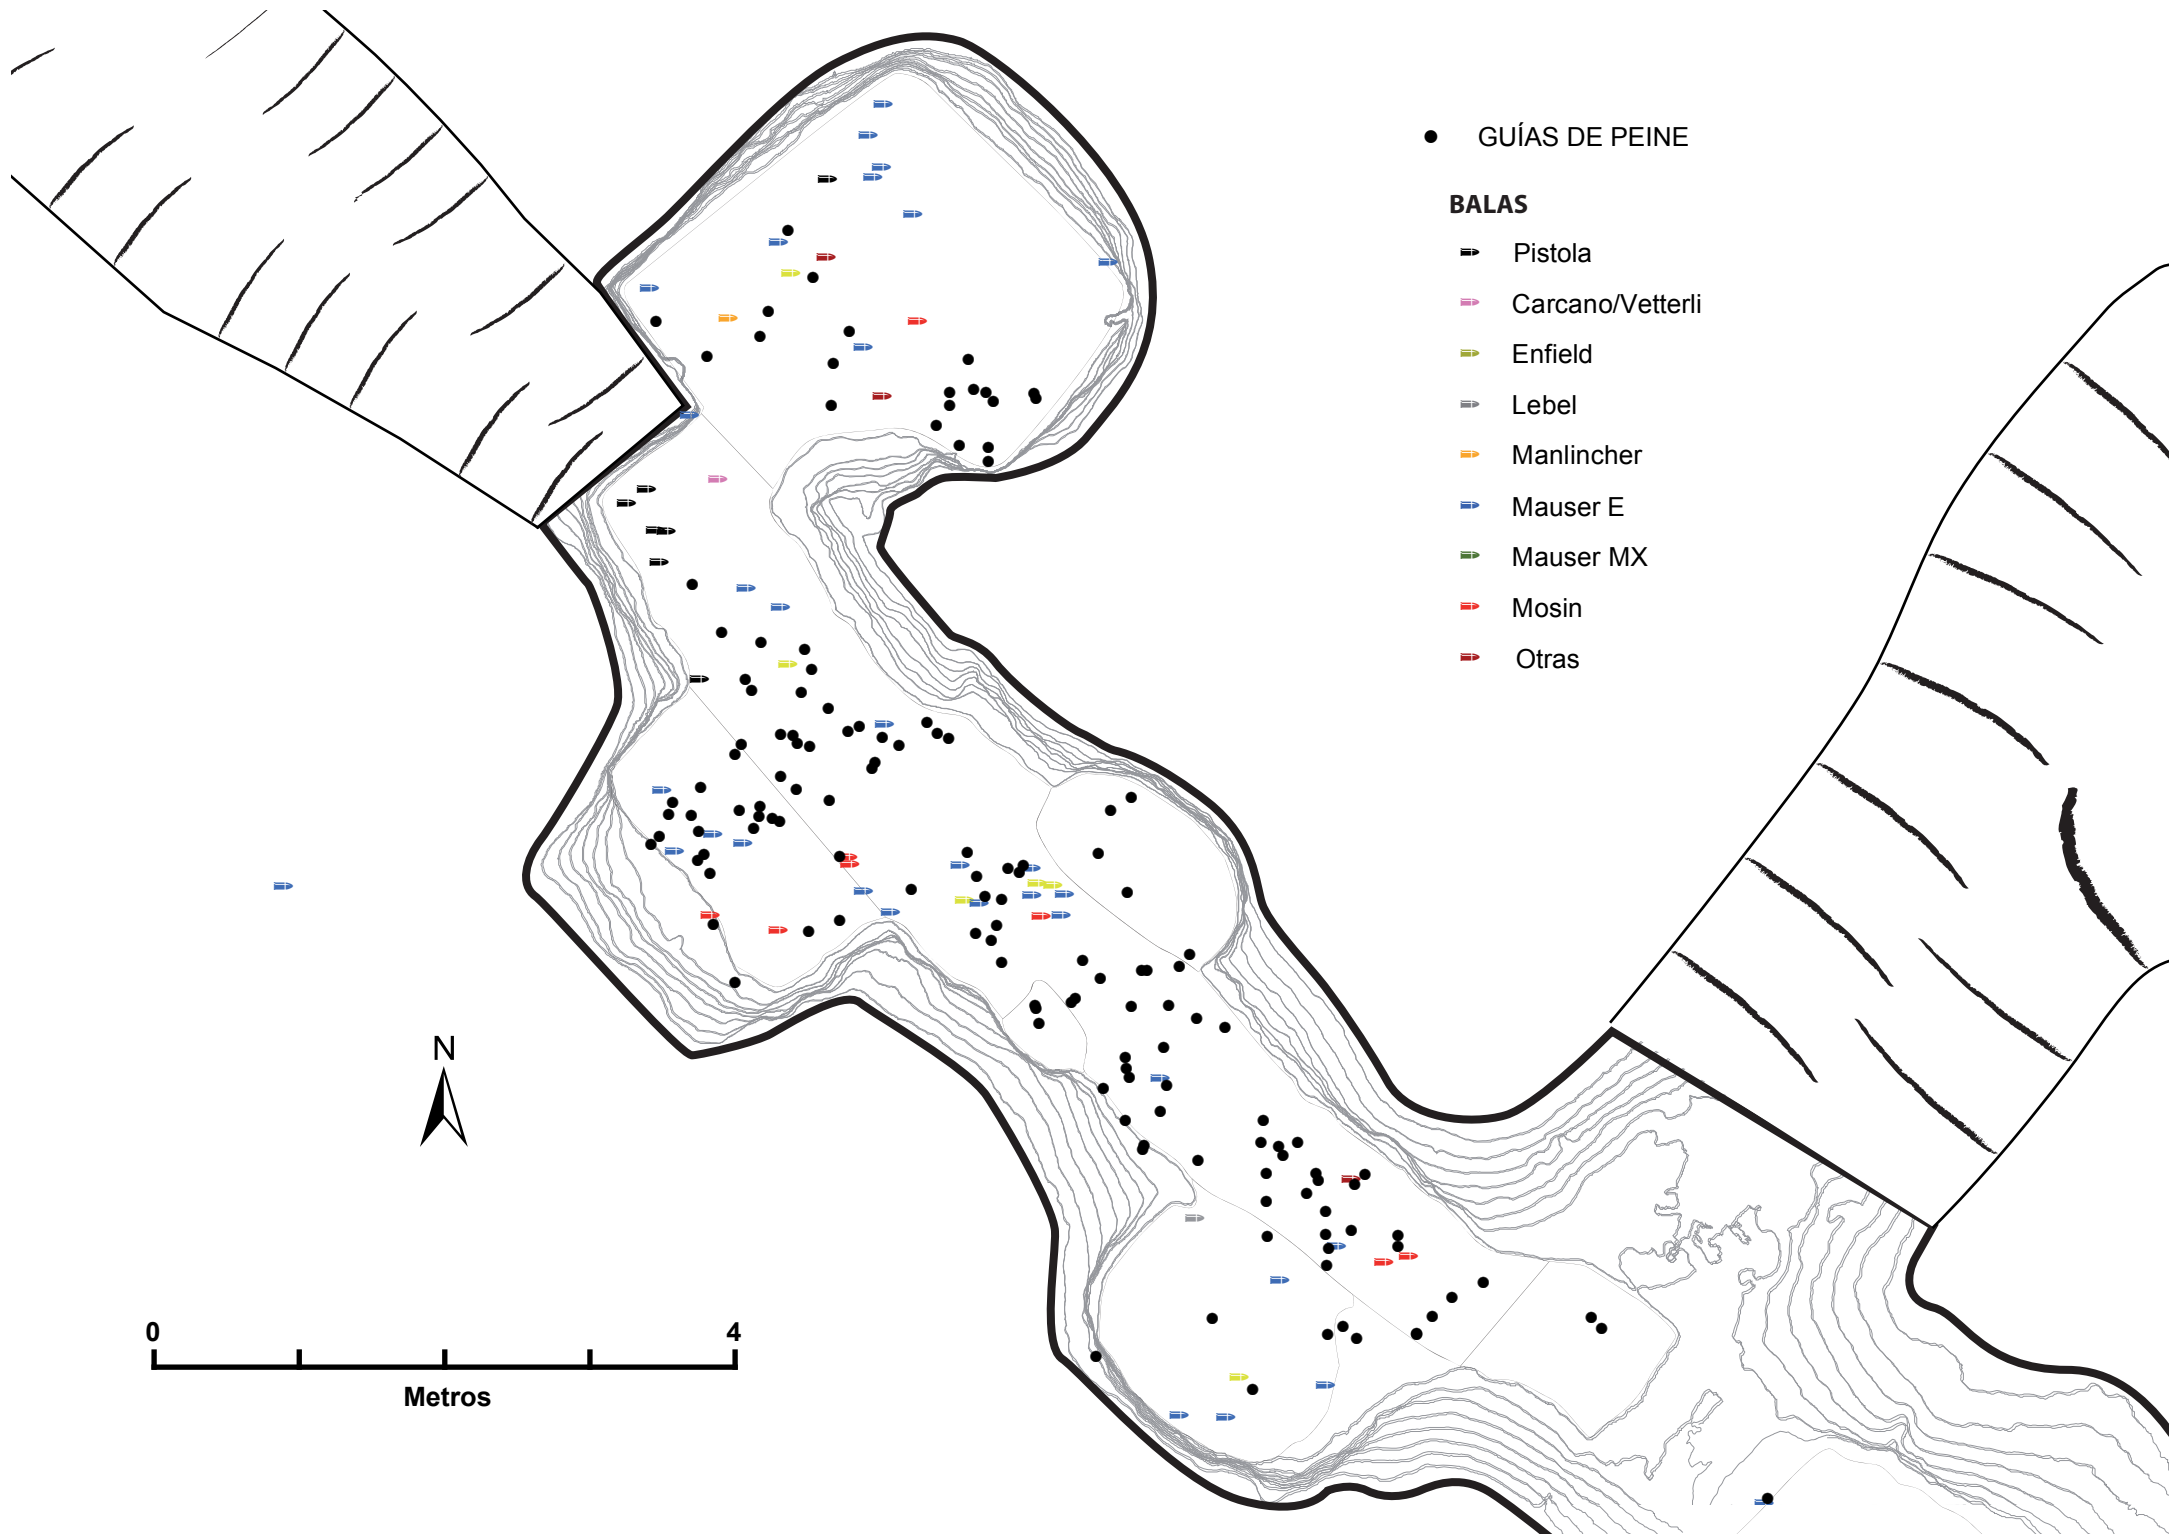 GUÍAS DE PEINE
BALAS
Pistola
Carcano/Vetterli
Enfield
Lebel
Manlincher
Mauser E
Mauser MX
Mosin
Otras
N
0 4
Metros